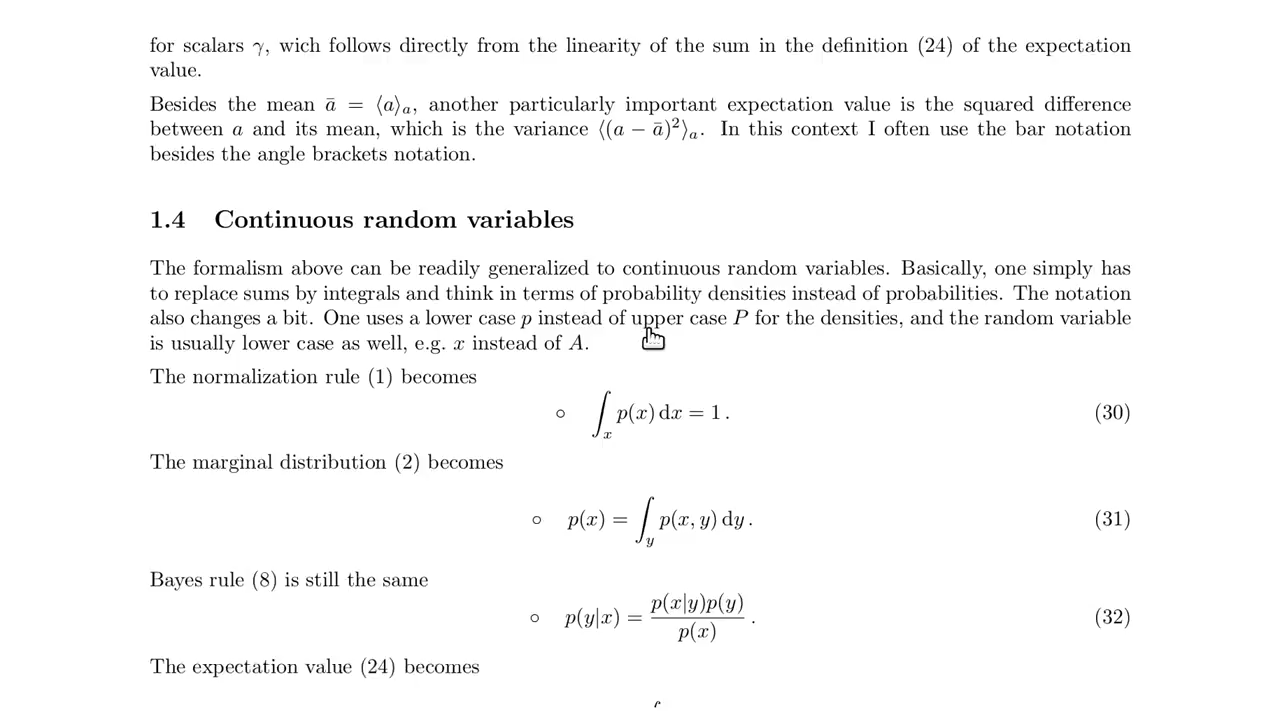 for scalars γ, wich follows directly from the linearity of the sum in the definition (24) of the expectation
value.
Besides the mean ā = ⟨a⟩ₐ, another particularly important expectation value is the squared difference
between a and its mean, which is the variance ⟨(a − ā)²⟩ₐ. In this context I often use the bar notation
besides the angle brackets notation.
1.4 Continuous random variables
The formalism above can be readily generalized to continuous random variables. Basically, one simply has
to replace sums by integrals and think in terms of probability densities instead of probabilities. The notation
also changes a bit. One uses a lower case p instead of upper case P for the densities, and the random variable
is usually lower case as well, e.g. x instead of A.
The normalization rule (1) becomes
◦ ∫ₓ p(x) dx = 1 . (30)
The marginal distribution (2) becomes
◦ p(x) = ∫_y p(x, y) dy . (31)
Bayes rule (8) is still the same
◦ p(y|x) = p(x|y)p(y) / p(x) . (32)
The expectation value (24) becomes